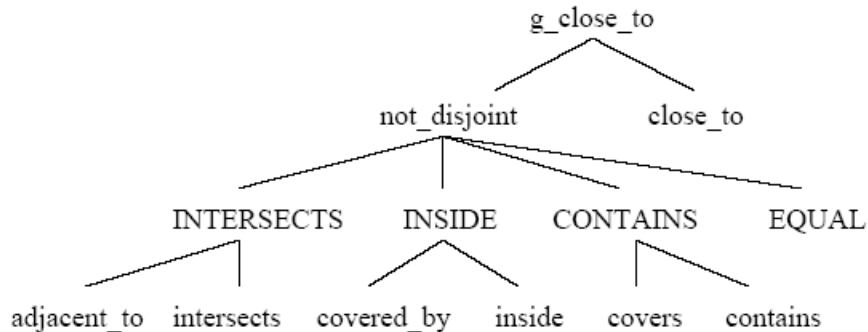 g_close_to
not_disjoint close_to
INTERSECTS INSIDE CONTAINS EQUAL
adjacent_to intersects covered_by inside covers contains